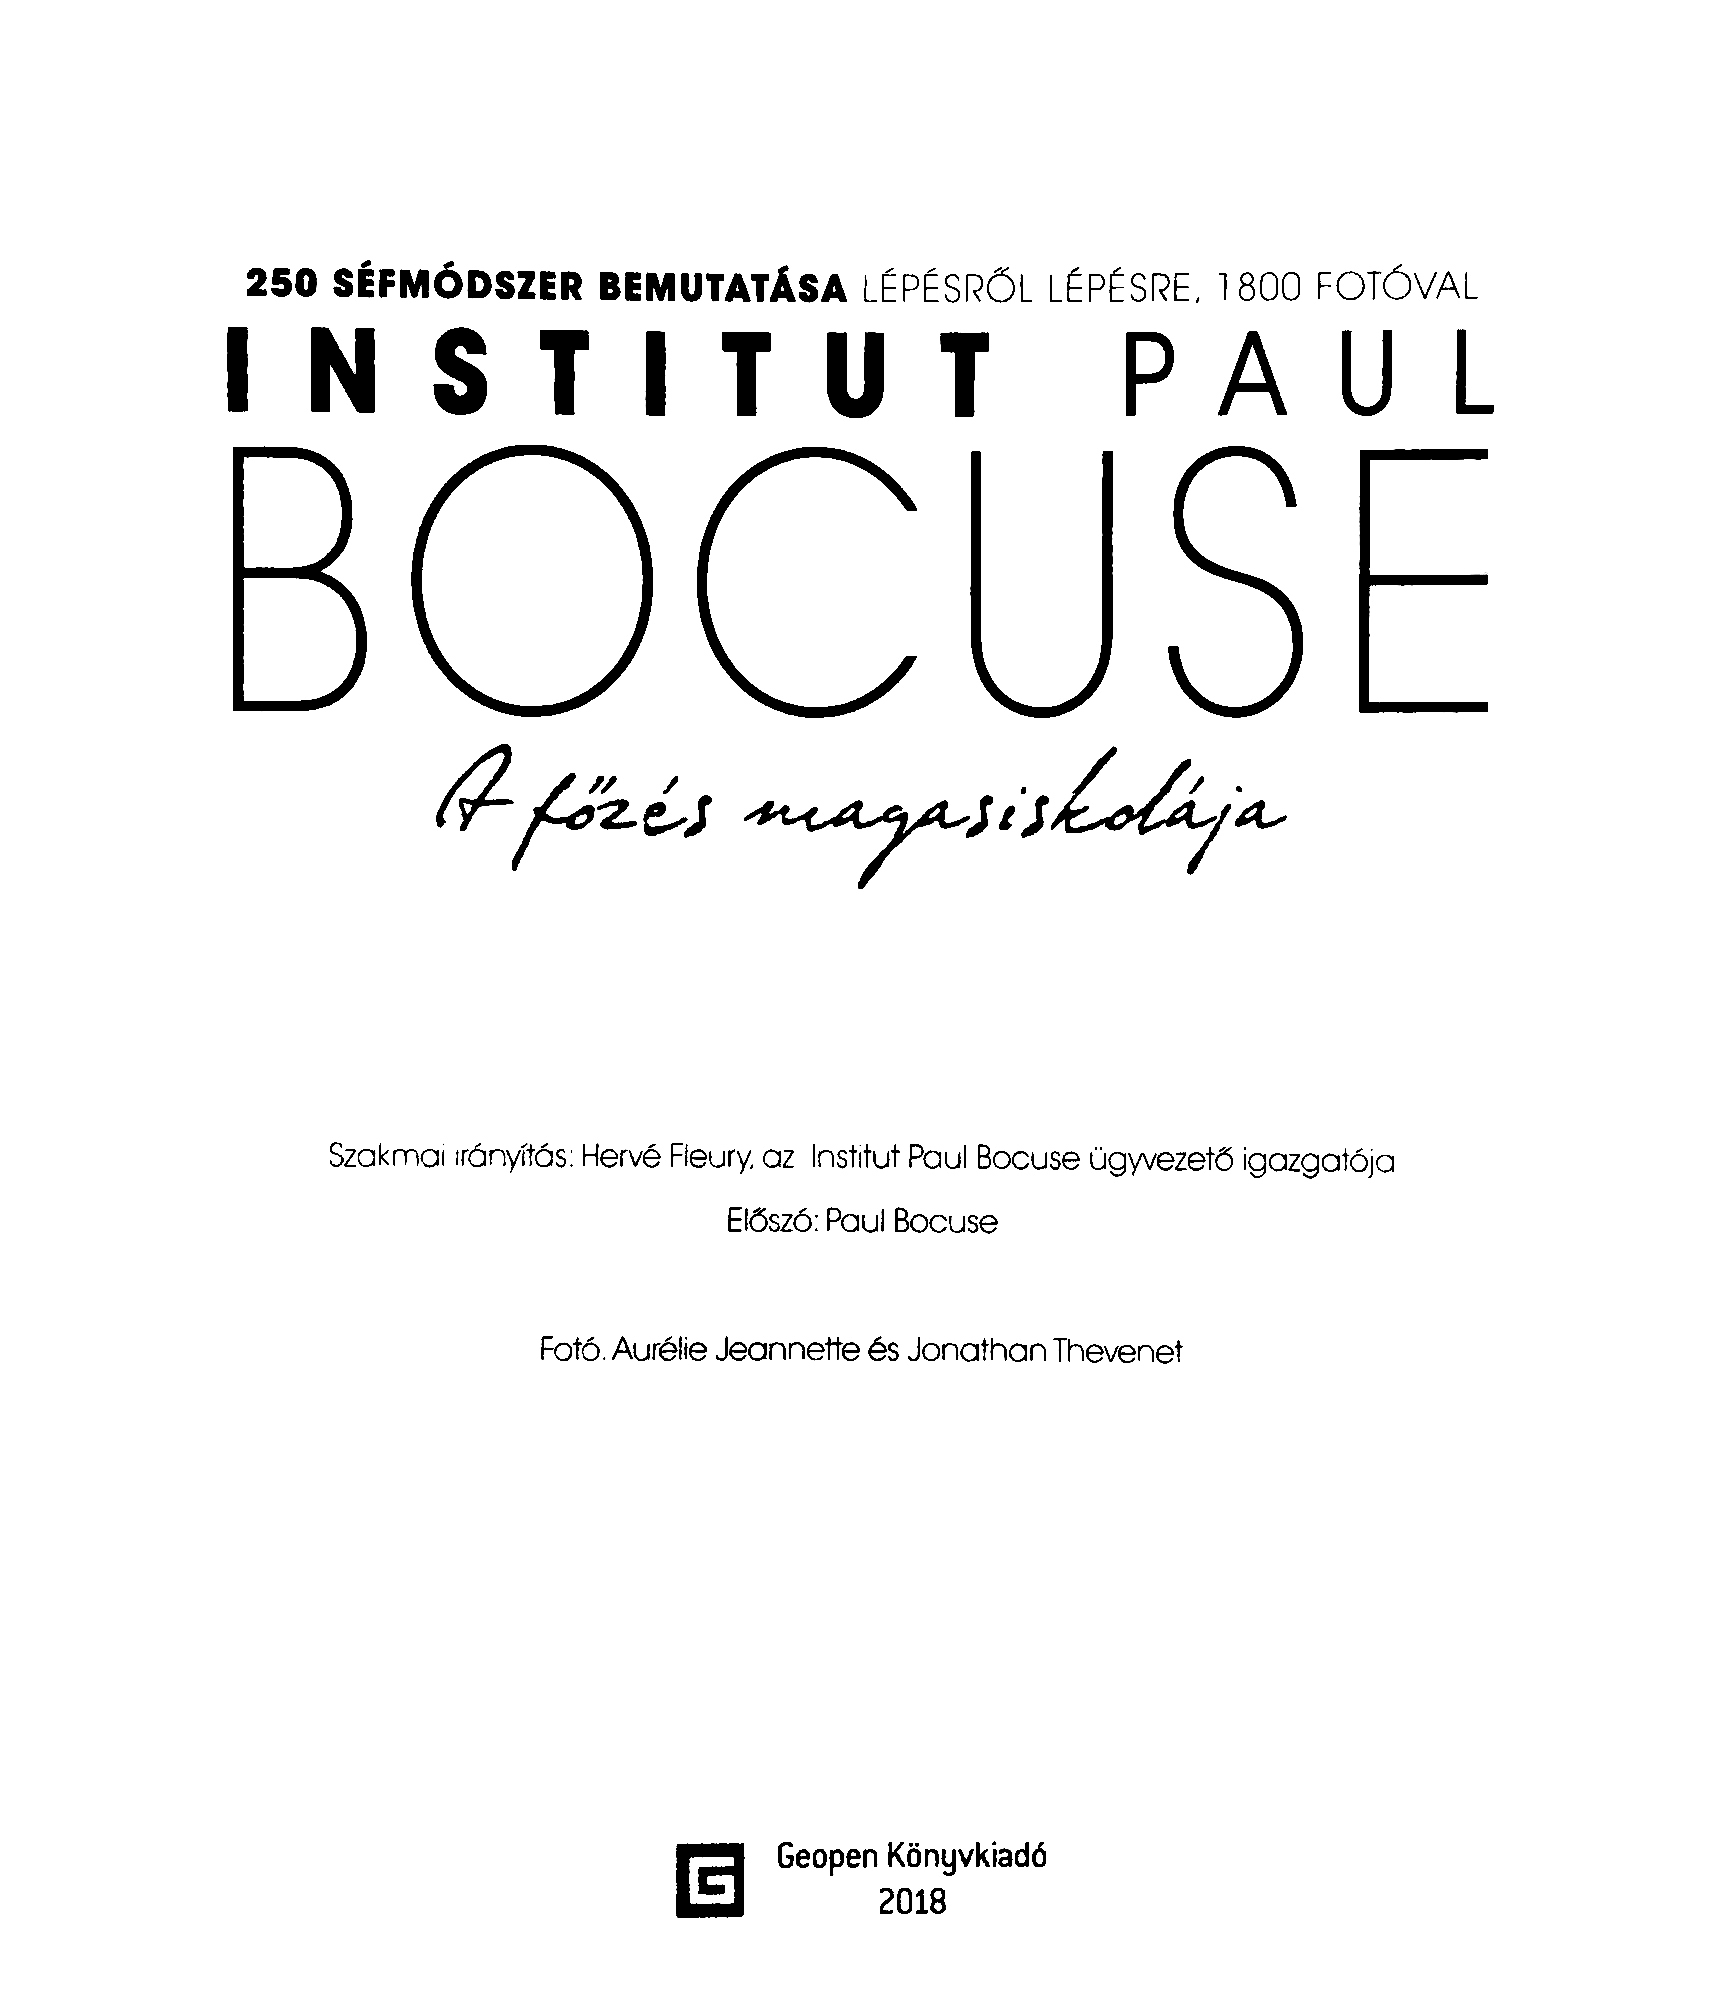 250 SÉFMÓDSZER BEMUTATÁSA LÉPÉSRŐL LÉPÉSRE, 1800 FOTÓVAL
INSTITUT PAUL
BOCUSE
A főzés magasiskolája
Szakmai irányítás: Hervé Fleury, az Institut Paul Bocuse ügyvezető igazgatója
Előszó: Paul Bocuse
Fotó. Aurélie Jeannette és Jonathan Thevenet
Geopen Könyvkiadó
2018